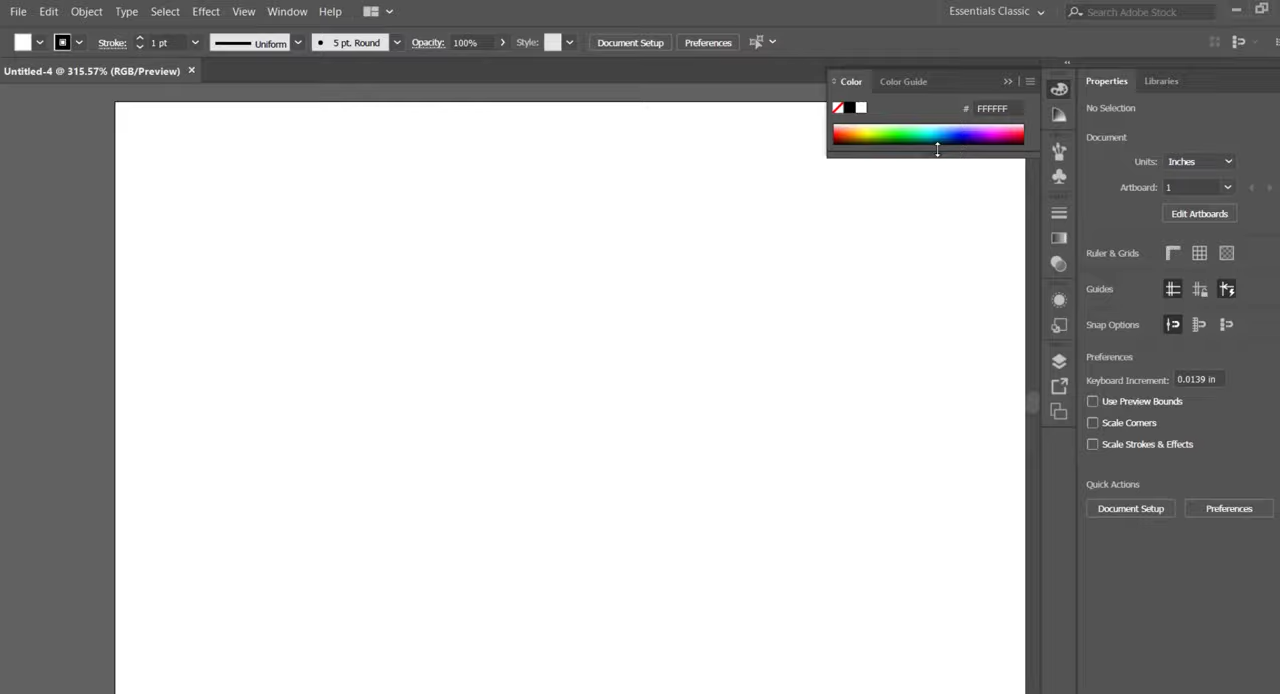 File Edit Object Type Select Effect View Window Help Essentials Classic Search Adobe Stock
Stroke: 1 pt Uniform 5 pt. Round Opacity: 100% Style: Document Setup Preferences
Untitled-4 @ 315.57% (RGB/Preview)
Color Color Guide
# FFFFFF
Properties Libraries
No Selection
Document
Units: Inches
Artboard: 1
Edit Artboards
Ruler & Grids
Guides
Snap Options
Preferences
Keyboard Increment: 0.0139 in
Use Preview Bounds
Scale Corners
Scale Strokes & Effects
Quick Actions
Document Setup Preferences